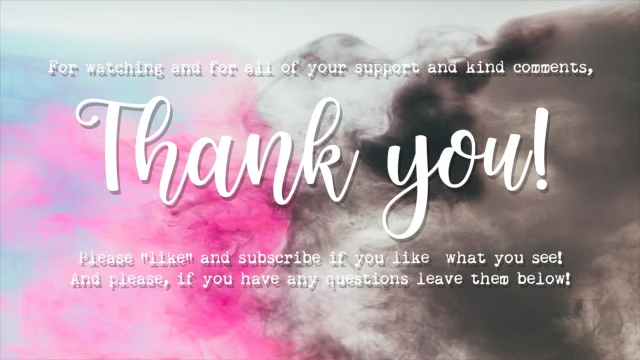 For watching and for all of your support and kind comments,
Thank you!
Please "like" and subscribe if you like what you see!
And please, if you have any questions leave them below!